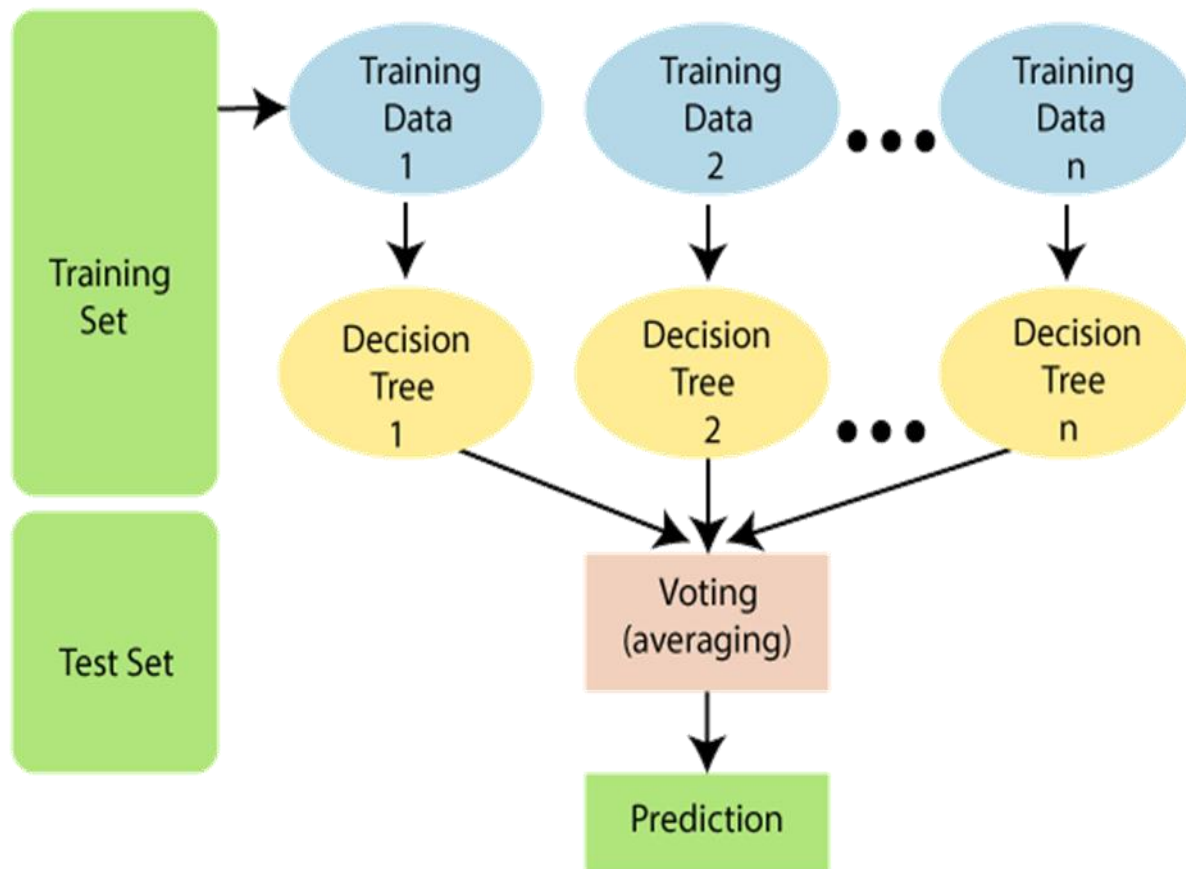 Training
Set
Test Set
Training
Data
1
Training
Data
2
Training
Data
n
Decision
Tree
1
Decision
Tree
2
Decision
Tree
n
Voting
(averaging)
Prediction